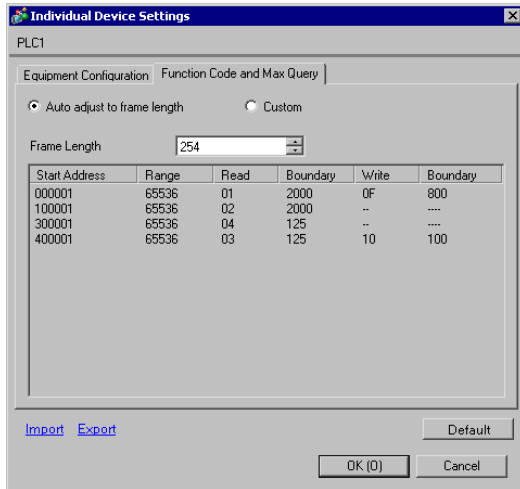 Individual Device Settings
PLC1
Equipment Configuration Function Code and Max Query
Auto adjust to frame length Custom
Frame Length 254
Start Address Range Read Boundary Write Boundary
000001 65536 01 2000 0F 800
100001 65536 02 2000 -- ----
300001 65536 04 125 -- ----
400001 65536 03 125 10 100
Import Export Default
OK (O) Cancel